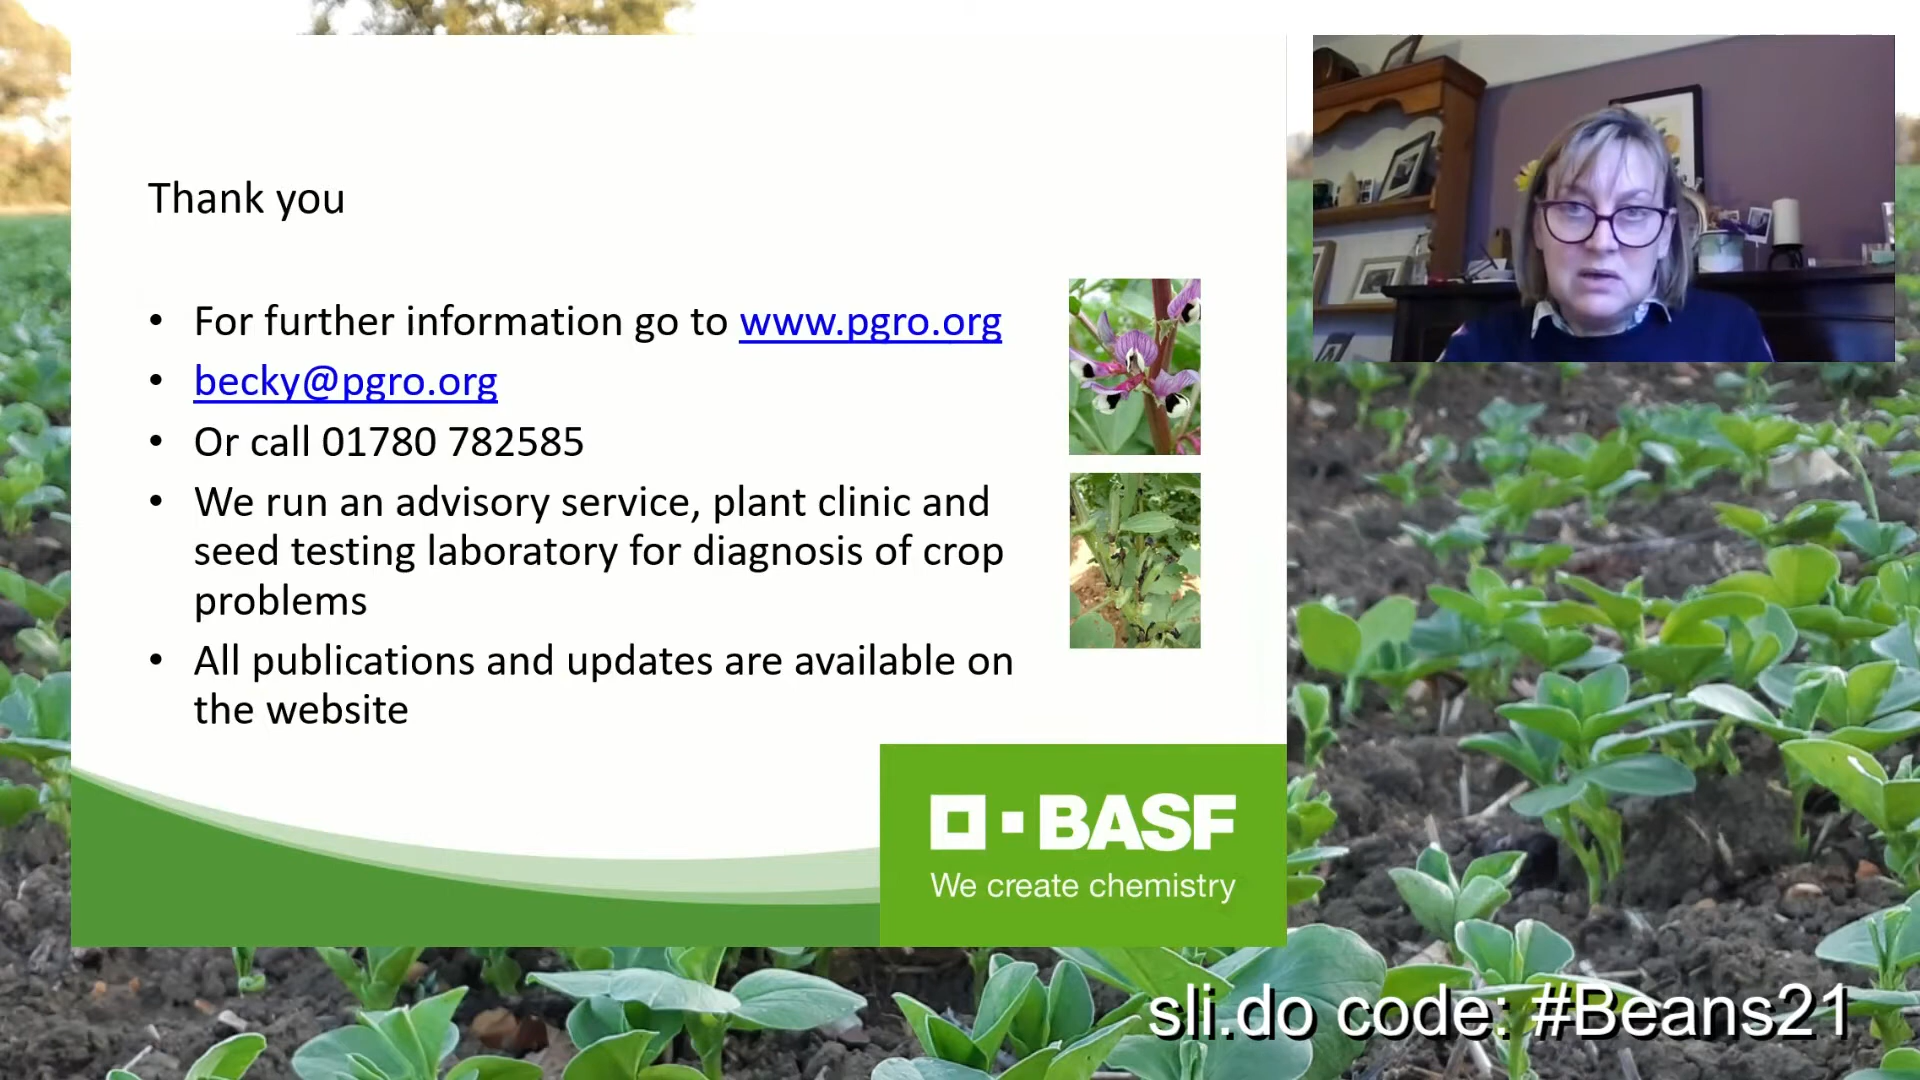 Thank you
• For further information go to www.pgro.org
• becky@pgro.org
• Or call 01780 782585
• We run an advisory service, plant clinic and
seed testing laboratory for diagnosis of crop
problems
• All publications and updates are available on
the website
BASF
We create chemistry
sli.do code: #Beans21